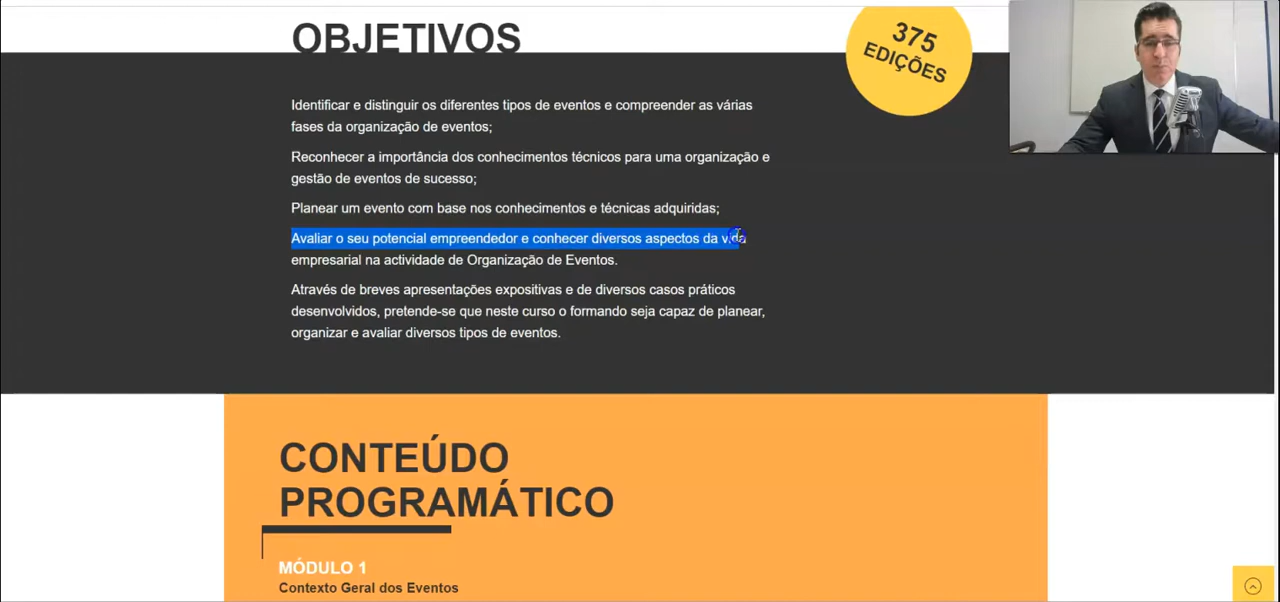 OBJETIVOS
375
EDIÇÕES
Identificar e distinguir os diferentes tipos de eventos e compreender as várias
fases da organização de eventos;
Reconhecer a importância dos conhecimentos técnicos para uma organização e
gestão de eventos de sucesso;
Planear um evento com base nos conhecimentos e técnicas adquiridas;
Avaliar o seu potencial empreendedor e conhecer diversos aspectos da vida
empresarial na actividade de Organização de Eventos.
Através de breves apresentações expositivas e de diversos casos práticos
desenvolvidos, pretende-se que neste curso o formando seja capaz de planear,
organizar e avaliar diversos tipos de eventos.
CONTEÚDO
PROGRAMÁTICO
MÓDULO 1
Contexto Geral dos Eventos